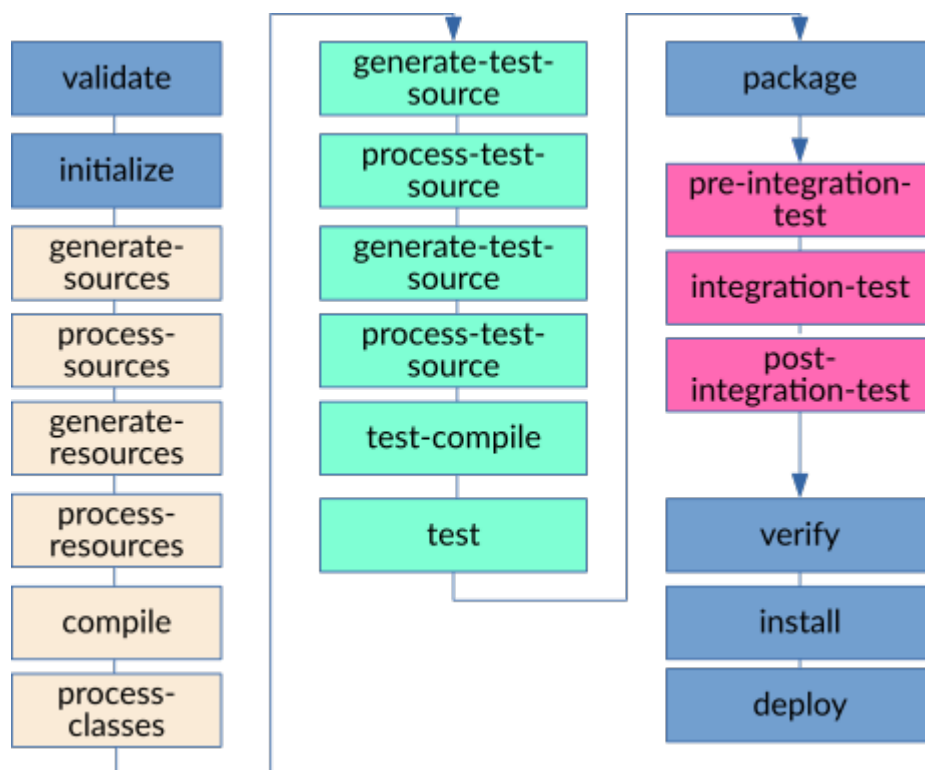 validate
initialize
generate-
sources
process-
sources
generate-
resources
process-
resources
compile
process-
classes
generate-test-
source
process-test-
source
generate-test-
source
process-test-
source
test-compile
test
package
pre-integration-
test
integration-test
post-
integration-test
verify
install
deploy